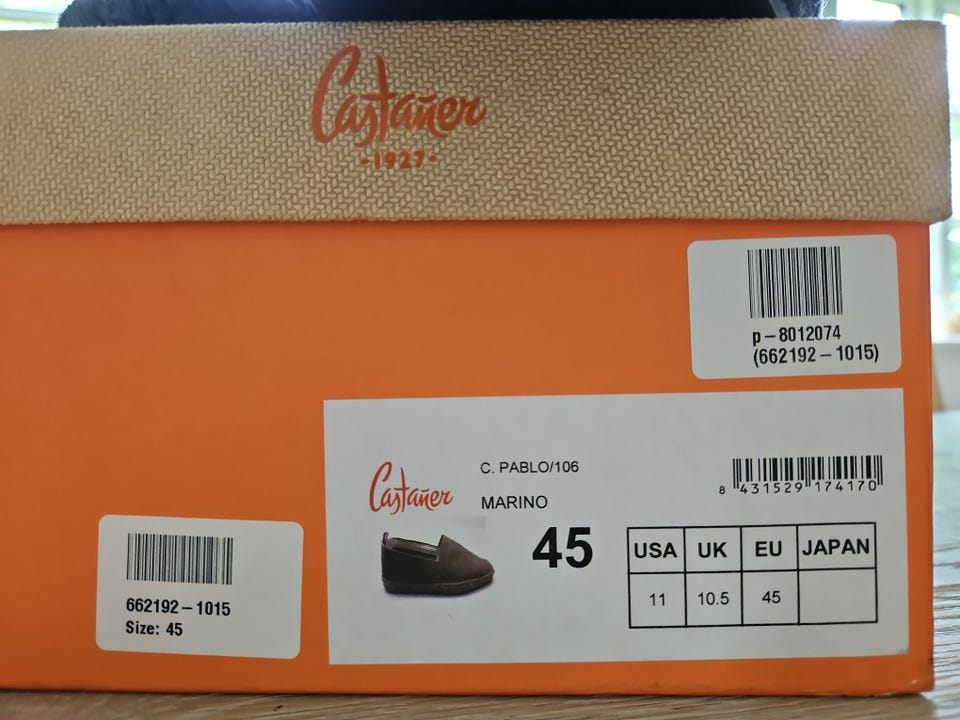 Castañer
·1927·
p-8012074
(662192-1015)
Castañer
C. PABLO/106
MARINO
45
8 431529 174170
USA UK EU JAPAN
11 10.5 45
662192-1015
Size: 45